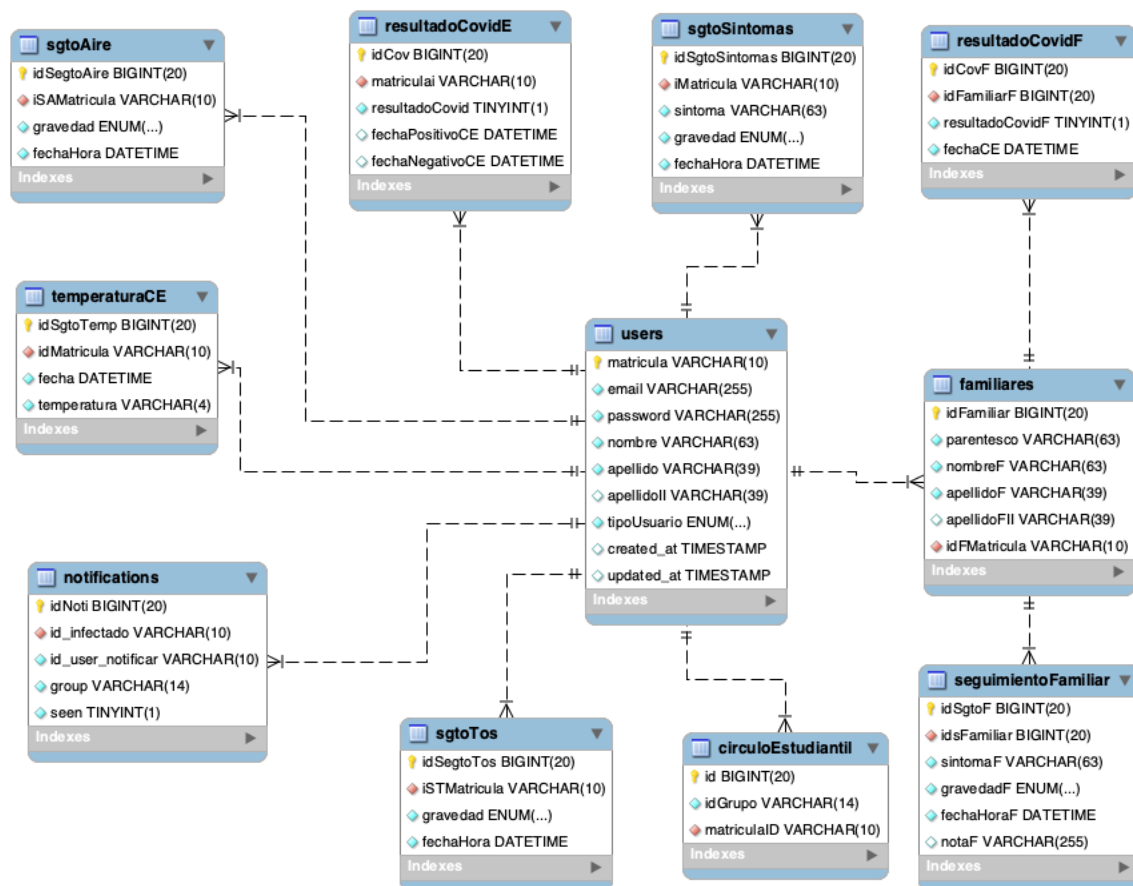 sgtoAire
idSegtoAire BIGINT(20)
iSAMatricula VARCHAR(10)
gravedad ENUM(...)
fechaHora DATETIME
Indexes
resultadoCovidE
idCov BIGINT(20)
matriculai VARCHAR(10)
resultadoCovid TINYINT(1)
fechaPositivoCE DATETIME
fechaNegativoCE DATETIME
Indexes
sgtoSintomas
idSgtoSintomas BIGINT(20)
iMatricula VARCHAR(10)
sintoma VARCHAR(63)
gravedad ENUM(...)
fechaHora DATETIME
Indexes
resultadoCovidF
idCovF BIGINT(20)
idFamiliarF BIGINT(20)
resultadoCovidF TINYINT(1)
fechaCE DATETIME
Indexes
temperaturaCE
idSgtoTemp BIGINT(20)
idMatricula VARCHAR(10)
fecha DATETIME
temperatura VARCHAR(4)
Indexes
users
matricula VARCHAR(10)
email VARCHAR(255)
password VARCHAR(255)
nombre VARCHAR(63)
apellido VARCHAR(39)
apellidoII VARCHAR(39)
tipoUsuario ENUM(...)
created_at TIMESTAMP
updated_at TIMESTAMP
Indexes
familiares
idFamiliar BIGINT(20)
parentesco VARCHAR(63)
nombreF VARCHAR(63)
apellidoF VARCHAR(39)
apellidoFII VARCHAR(39)
idFMatricula VARCHAR(10)
Indexes
notifications
idNoti BIGINT(20)
id_infectado VARCHAR(10)
id_user_notificar VARCHAR(10)
group VARCHAR(14)
seen TINYINT(1)
Indexes
sgtoTos
idSegtoTos BIGINT(20)
iSTMatricula VARCHAR(10)
gravedad ENUM(...)
fechaHora DATETIME
Indexes
circuloEstudiantil
id BIGINT(20)
idGrupo VARCHAR(14)
matriculaID VARCHAR(10)
Indexes
seguimientoFamiliar
idSgtoF BIGINT(20)
idsFamiliar BIGINT(20)
sintomaF VARCHAR(63)
gravedadF ENUM(...)
fechaHoraF DATETIME
notaF VARCHAR(255)
Indexes